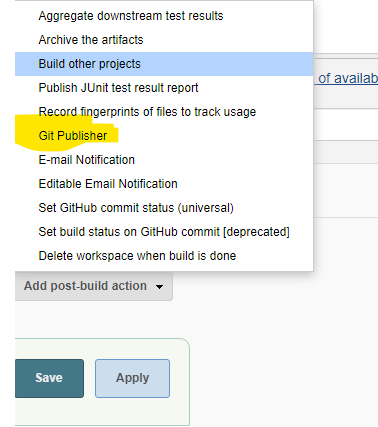 Aggregate downstream test results
Archive the artifacts
Build other projects
Publish JUnit test result report
of availab
Record fingerprints of files to track usage
Git Publisher
E-mail Notification
Editable Email Notification
Set GitHub commit status (universal)
Set build status on GitHub commit [deprecated]
Delete workspace when build is done
Add post-build action
Save
Apply